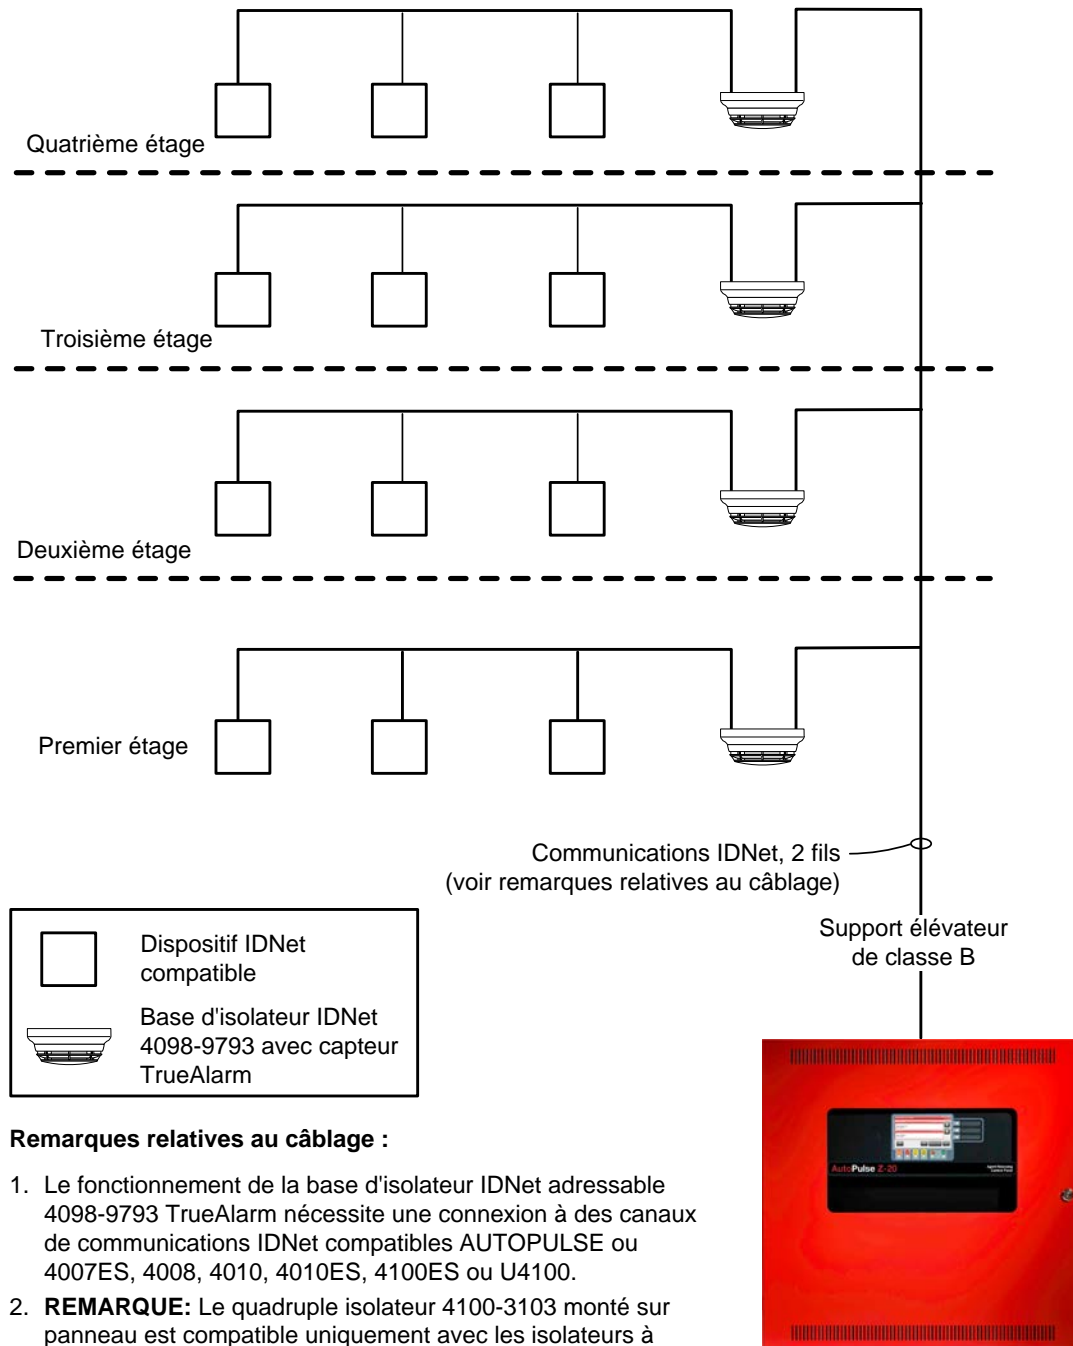 Quatrième étage
Troisième étage
Deuxième étage
Premier étage
Communications IDNet, 2 fils
(voir remarques relatives au câblage)
Support élévateur
de classe B
Dispositif IDNet
compatible
Base d'isolateur IDNet
4098-9793 avec capteur
TrueAlarm
AutoPulse Z-20
Remarques relatives au câblage :
1. Le fonctionnement de la base d'isolateur IDNet adressable
4098-9793 TrueAlarm nécessite une connexion à des canaux
de communications IDNet compatibles AUTOPULSE ou
4007ES, 4008, 4010, 4010ES, 4100ES ou U4100.
2. REMARQUE: Le quadruple isolateur 4100-3103 monté sur
panneau est compatible uniquement avec les isolateurs à